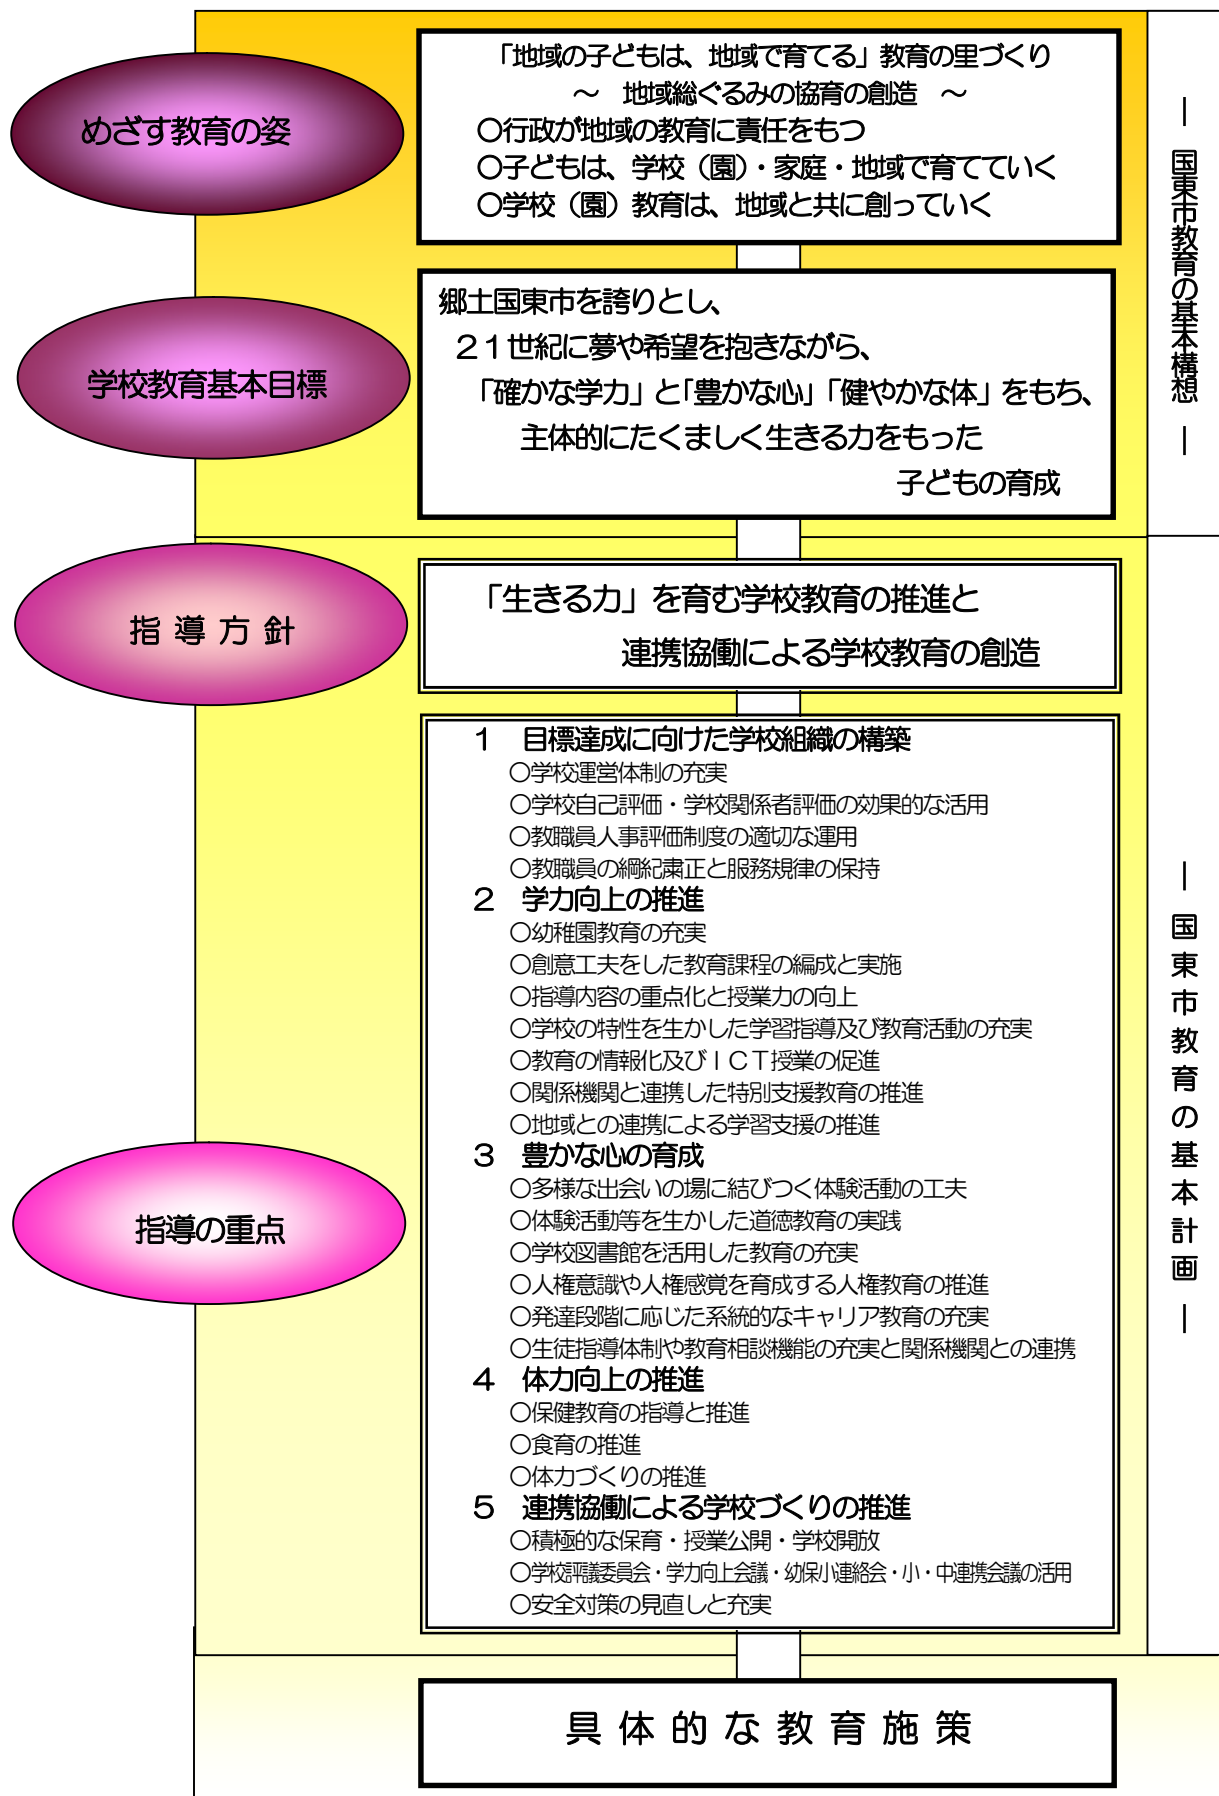 めざす教育の姿
「地域の子どもは、地域で育てる」教育の里づくり
～　地域総ぐるみの協育の創造　～
○行政が地域の教育に責任をもつ
○子どもは、学校（園）・家庭・地域で育てていく
○学校（園）教育は、地域と共に創っていく
学校教育基本目標
郷土国東市を誇りとし、
２１世紀に夢や希望を抱きながら、
「確かな学力」と「豊かな心」「健やかな体」をもち、
主体的にたくましく生きる力をもった
子どもの育成
― 国東市教育の基本構想 ―
指 導 方 針
「生きる力」を育む学校教育の推進と
連携協働による学校教育の創造
指導の重点
１　目標達成に向けた学校組織の構築
○学校運営体制の充実
○学校自己評価・学校関係者評価の効果的な活用
○教職員人事評価制度の適切な運用
○教職員の綱紀粛正と服務規律の保持
２　学力向上の推進
○幼稚園教育の充実
○創意工夫をした教育課程の編成と実施
○指導内容の重点化と授業力の向上
○学校の特性を生かした学習指導及び教育活動の充実
○教育の情報化及びＩＣＴ授業の促進
○関係機関と連携した特別支援教育の推進
○地域との連携による学習支援の推進
３　豊かな心の育成
○多様な出会いの場に結びつく体験活動の工夫
○体験活動等を生かした道徳教育の実践
○学校図書館を活用した教育の充実
○人権意識や人権感覚を育成する人権教育の推進
○発達段階に応じた系統的なキャリア教育の充実
○生徒指導体制や教育相談機能の充実と関係機関との連携
４　体力向上の推進
○保健教育の指導と推進
○食育の推進
○体力づくりの推進
５　連携協働による学校づくりの推進
○積極的な保育・授業公開・学校開放
○学校評議委員会・学力向上会議・幼保小連絡会・小・中連携会議の活用
○安全対策の見直しと充実
― 国東市教育の基本計画 ―
具 体 的 な 教 育 施 策